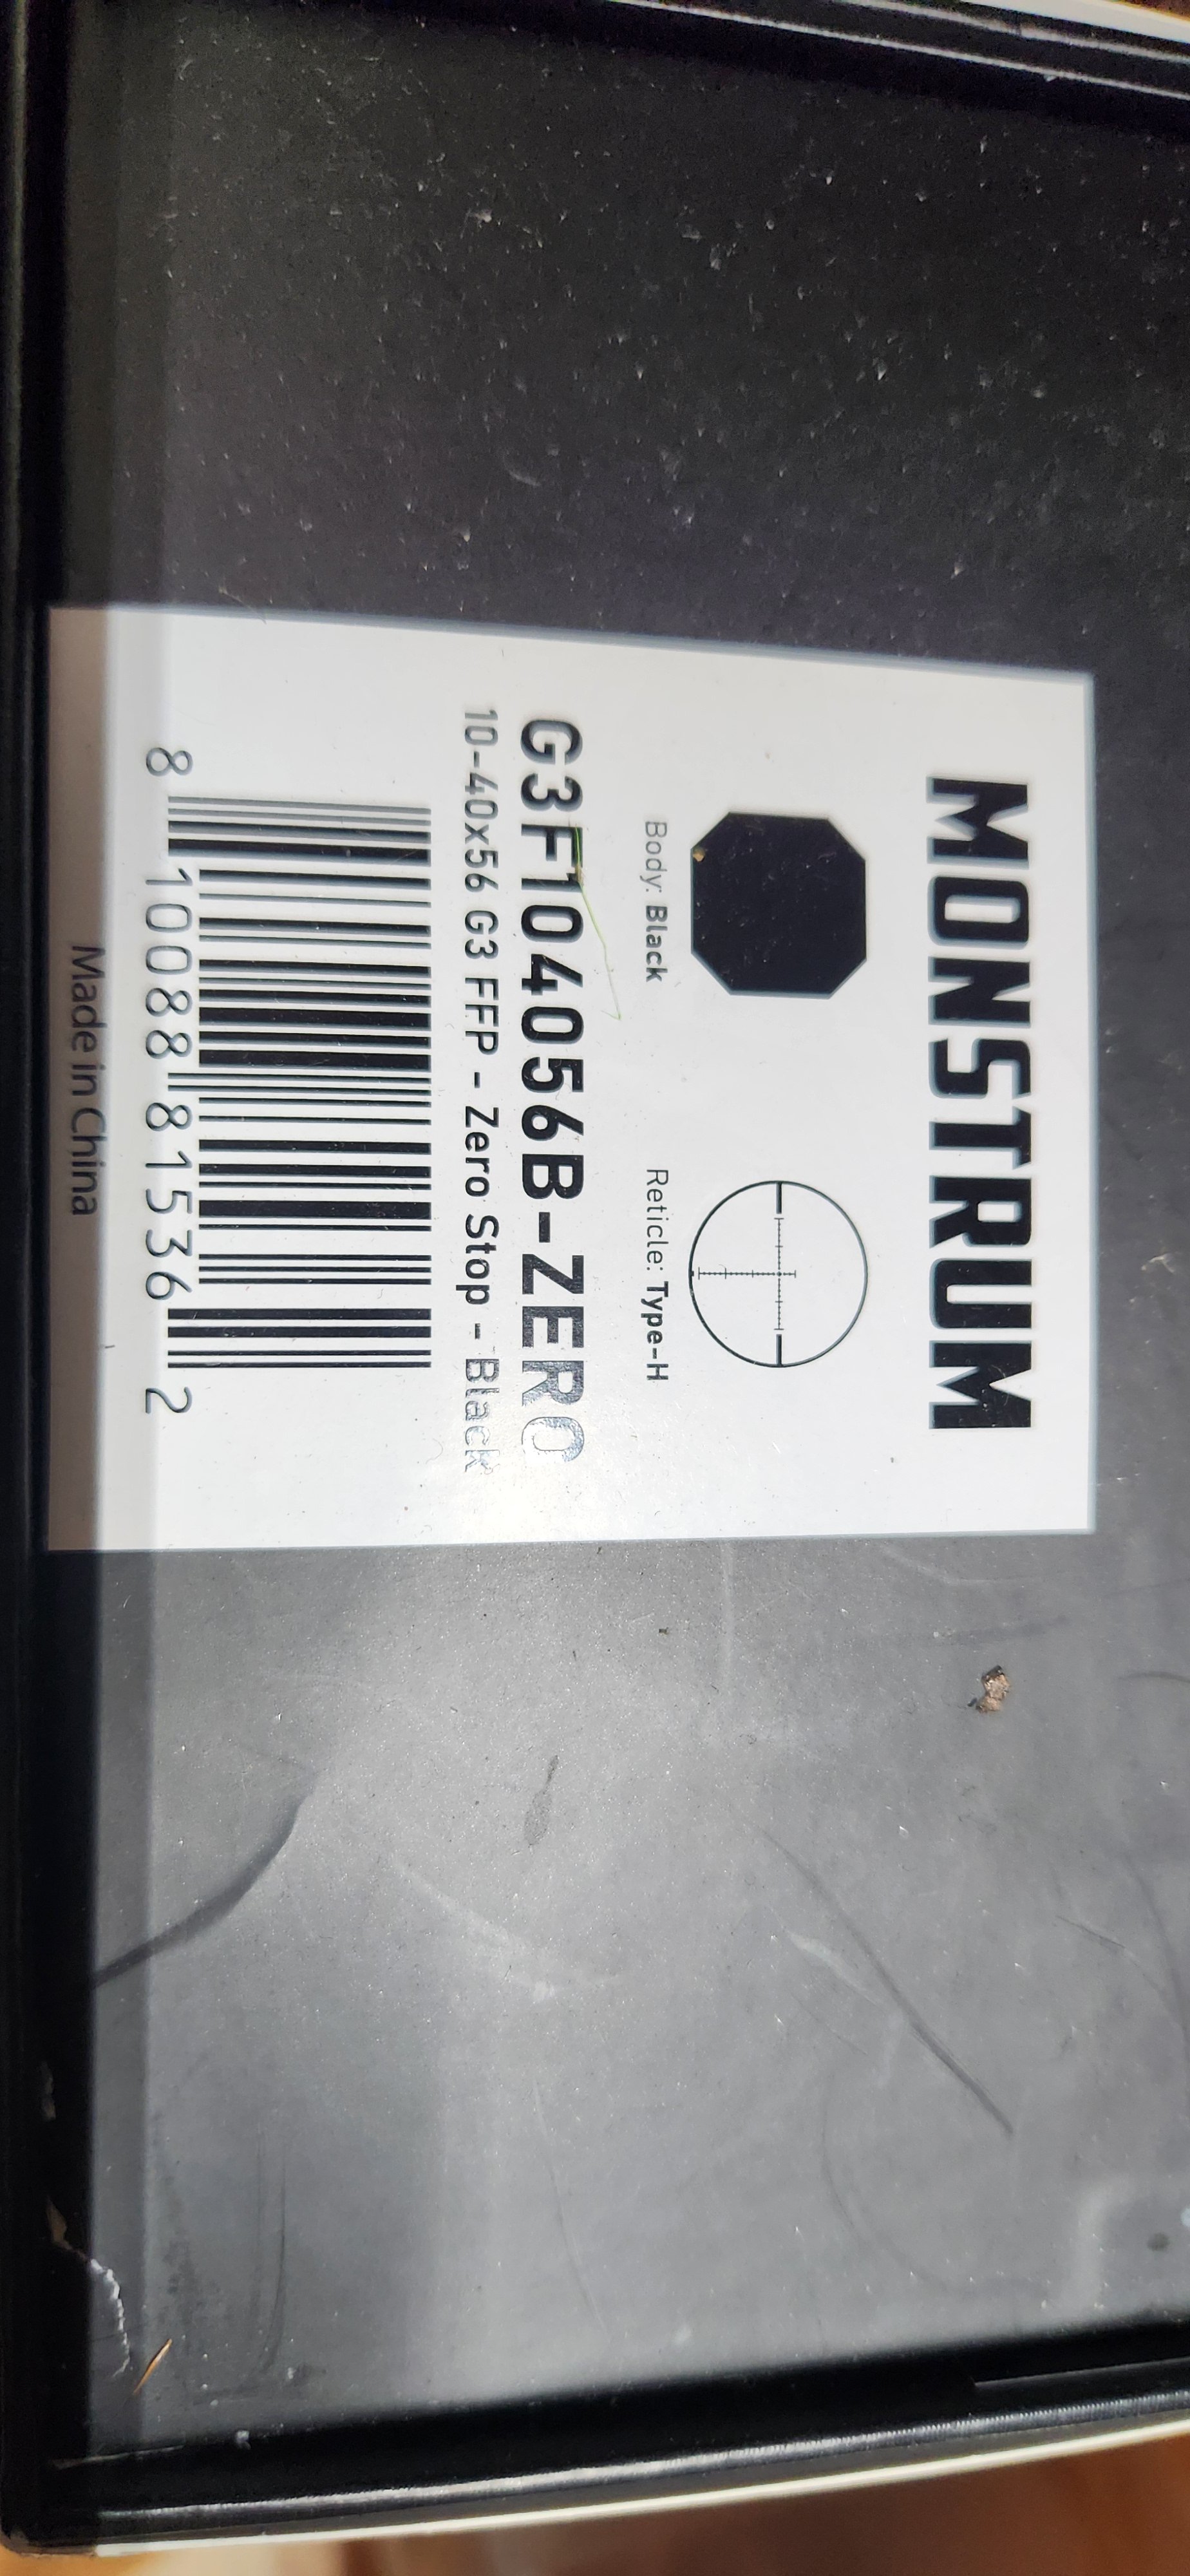 MONSTRUM
Body: Black
Reticle: Type-H
G3F104056B-ZERO
10-40x56 G3 FFP - Zero Stop - Black
8 10088 81536 2
Made in China